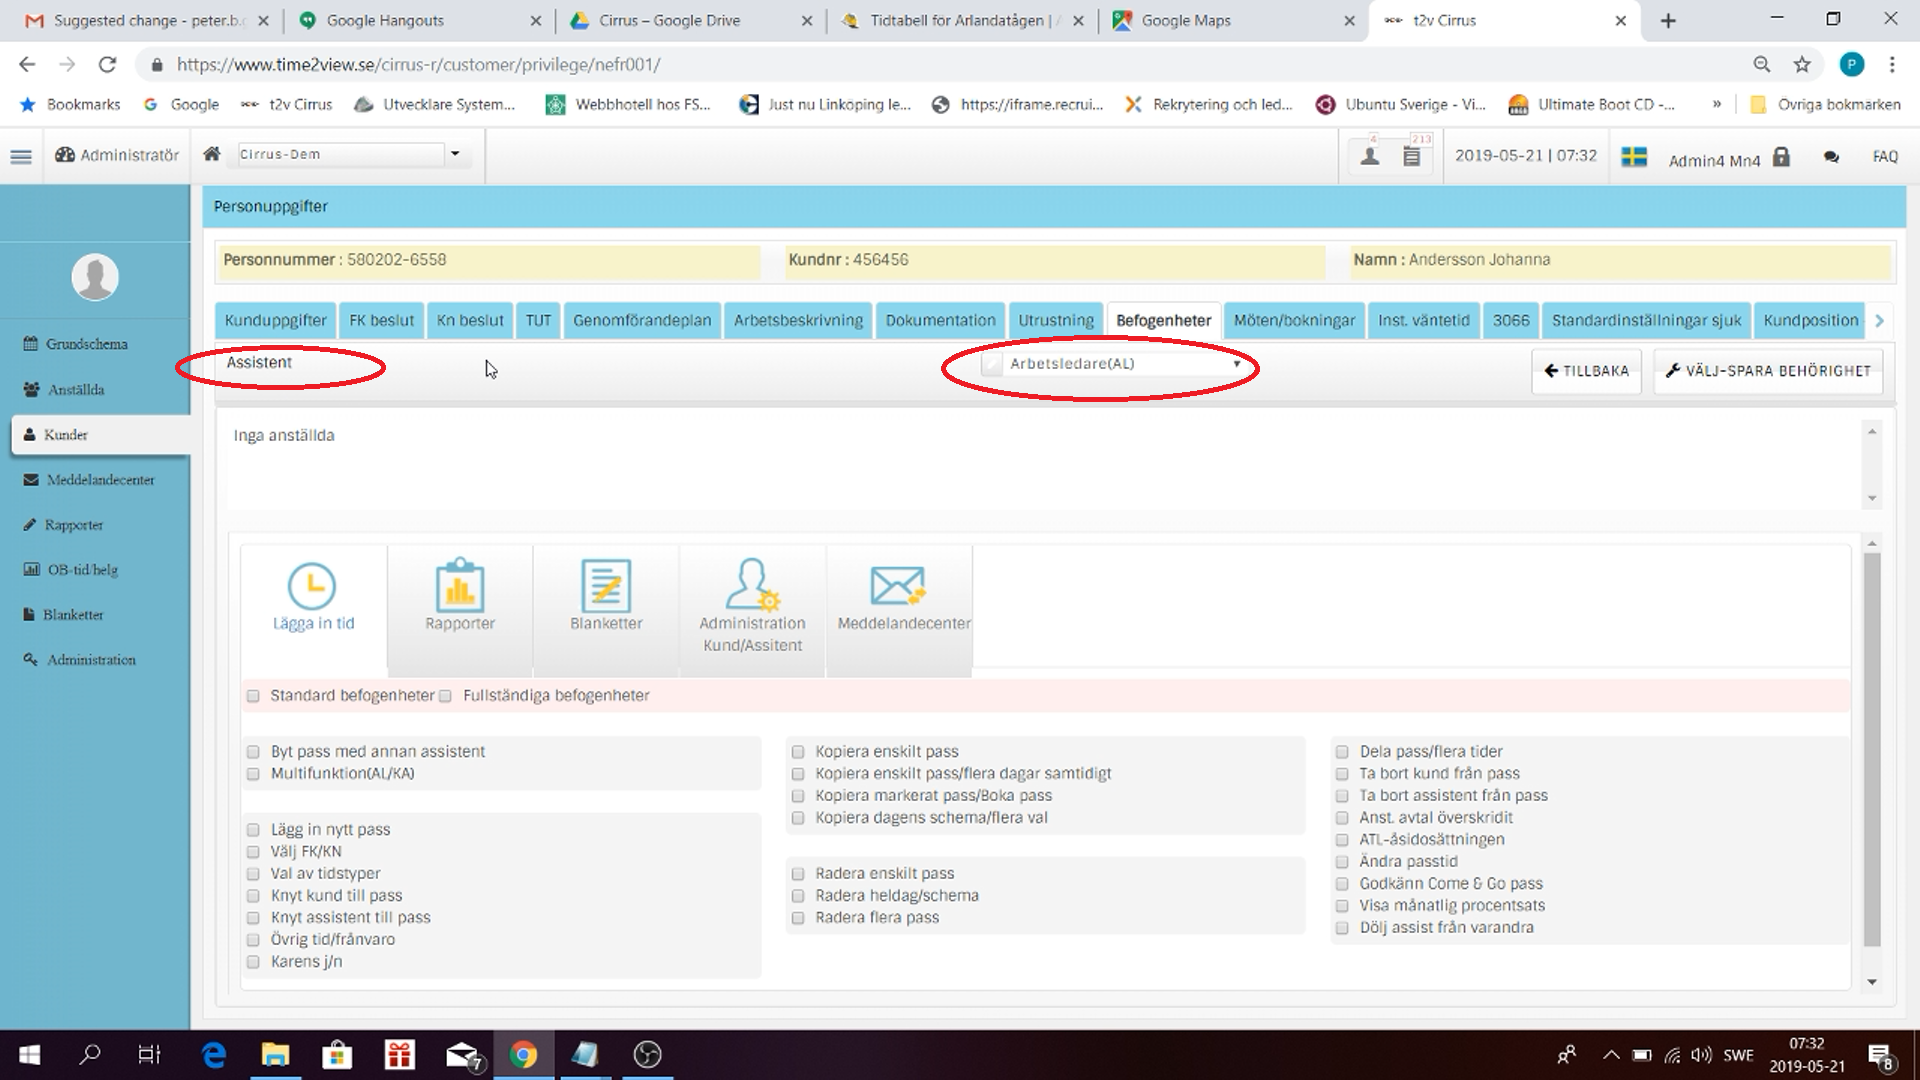 Suggested change - peter.b.g
Google Hangouts
Cirrus – Google Drive
Tidtabell för Arlandatågen |
Google Maps
t2v Cirrus
https://www.time2view.se/cirrus-r/customer/privilege/nefr001/
P
Bookmarks
Google
t2v Cirrus
Utvecklare System...
Webbhotell hos FS...
Just nu Linköping le...
https://iframe.recrui...
Rekrytering och led...
Ubuntu Sverige - Vi...
Ultimate Boot CD -...
»
Övriga bokmärken
Administratör
Cirrus-Dem
4
213
2019-05-21 | 07:32
Admin4 Mn4
FAQ
Grundschema
Anställda
Kunder
Meddelandecenter
Rapporter
OB-tid/helg
Blanketter
Administration
Personuppgifter
Personnummer : 580202-6558
Kundnr : 456456
Namn : Andersson Johanna
Kunduppgifter
FK beslut
Kn beslut
TUT
Genomförandeplan
Arbetsbeskrivning
Dokumentation
Utrustning
Befogenheter
Möten/bokningar
Inst. väntetid
3066
Standardinställningar sjuk
Kundposition
Assistent
Arbetsledare(AL)
TILLBAKA
VÄLJ-SPARA BEHÖRIGHET
Inga anställda
Lägga in tid
Rapporter
Blanketter
Administration
Kund/Assitent
Meddelandecenter
Standard befogenheter
Fullständiga befogenheter
Byt pass med annan assistent
Multifunktion(AL/KA)
Lägg in nytt pass
Välj FK/KN
Val av tidstyper
Knyt kund till pass
Knyt assistent till pass
Övrig tid/frånvaro
Karens j/n
Kopiera enskilt pass
Kopiera enskilt pass/flera dagar samtidigt
Kopiera markerat pass/Boka pass
Kopiera dagens schema/flera val
Radera enskilt pass
Radera heldag/schema
Radera flera pass
Dela pass/flera tider
Ta bort kund från pass
Ta bort assistent från pass
Anst. avtal överskridit
ATL-åsidosättningen
Ändra passtid
Godkänn Come & Go pass
Visa månatlig procentsats
Dölj assist från varandra
7
SWE
07:32
2019-05-21
8